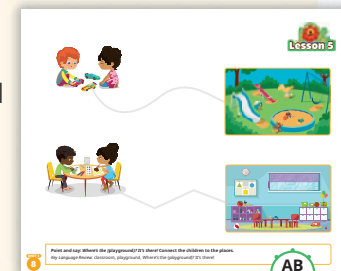 Lesson 5
Point and say: Where's the (playground)? It's there! Connect the children to the places.
My Language Review: classroom, playground, Where's the (playground)? It's there!
8
AB